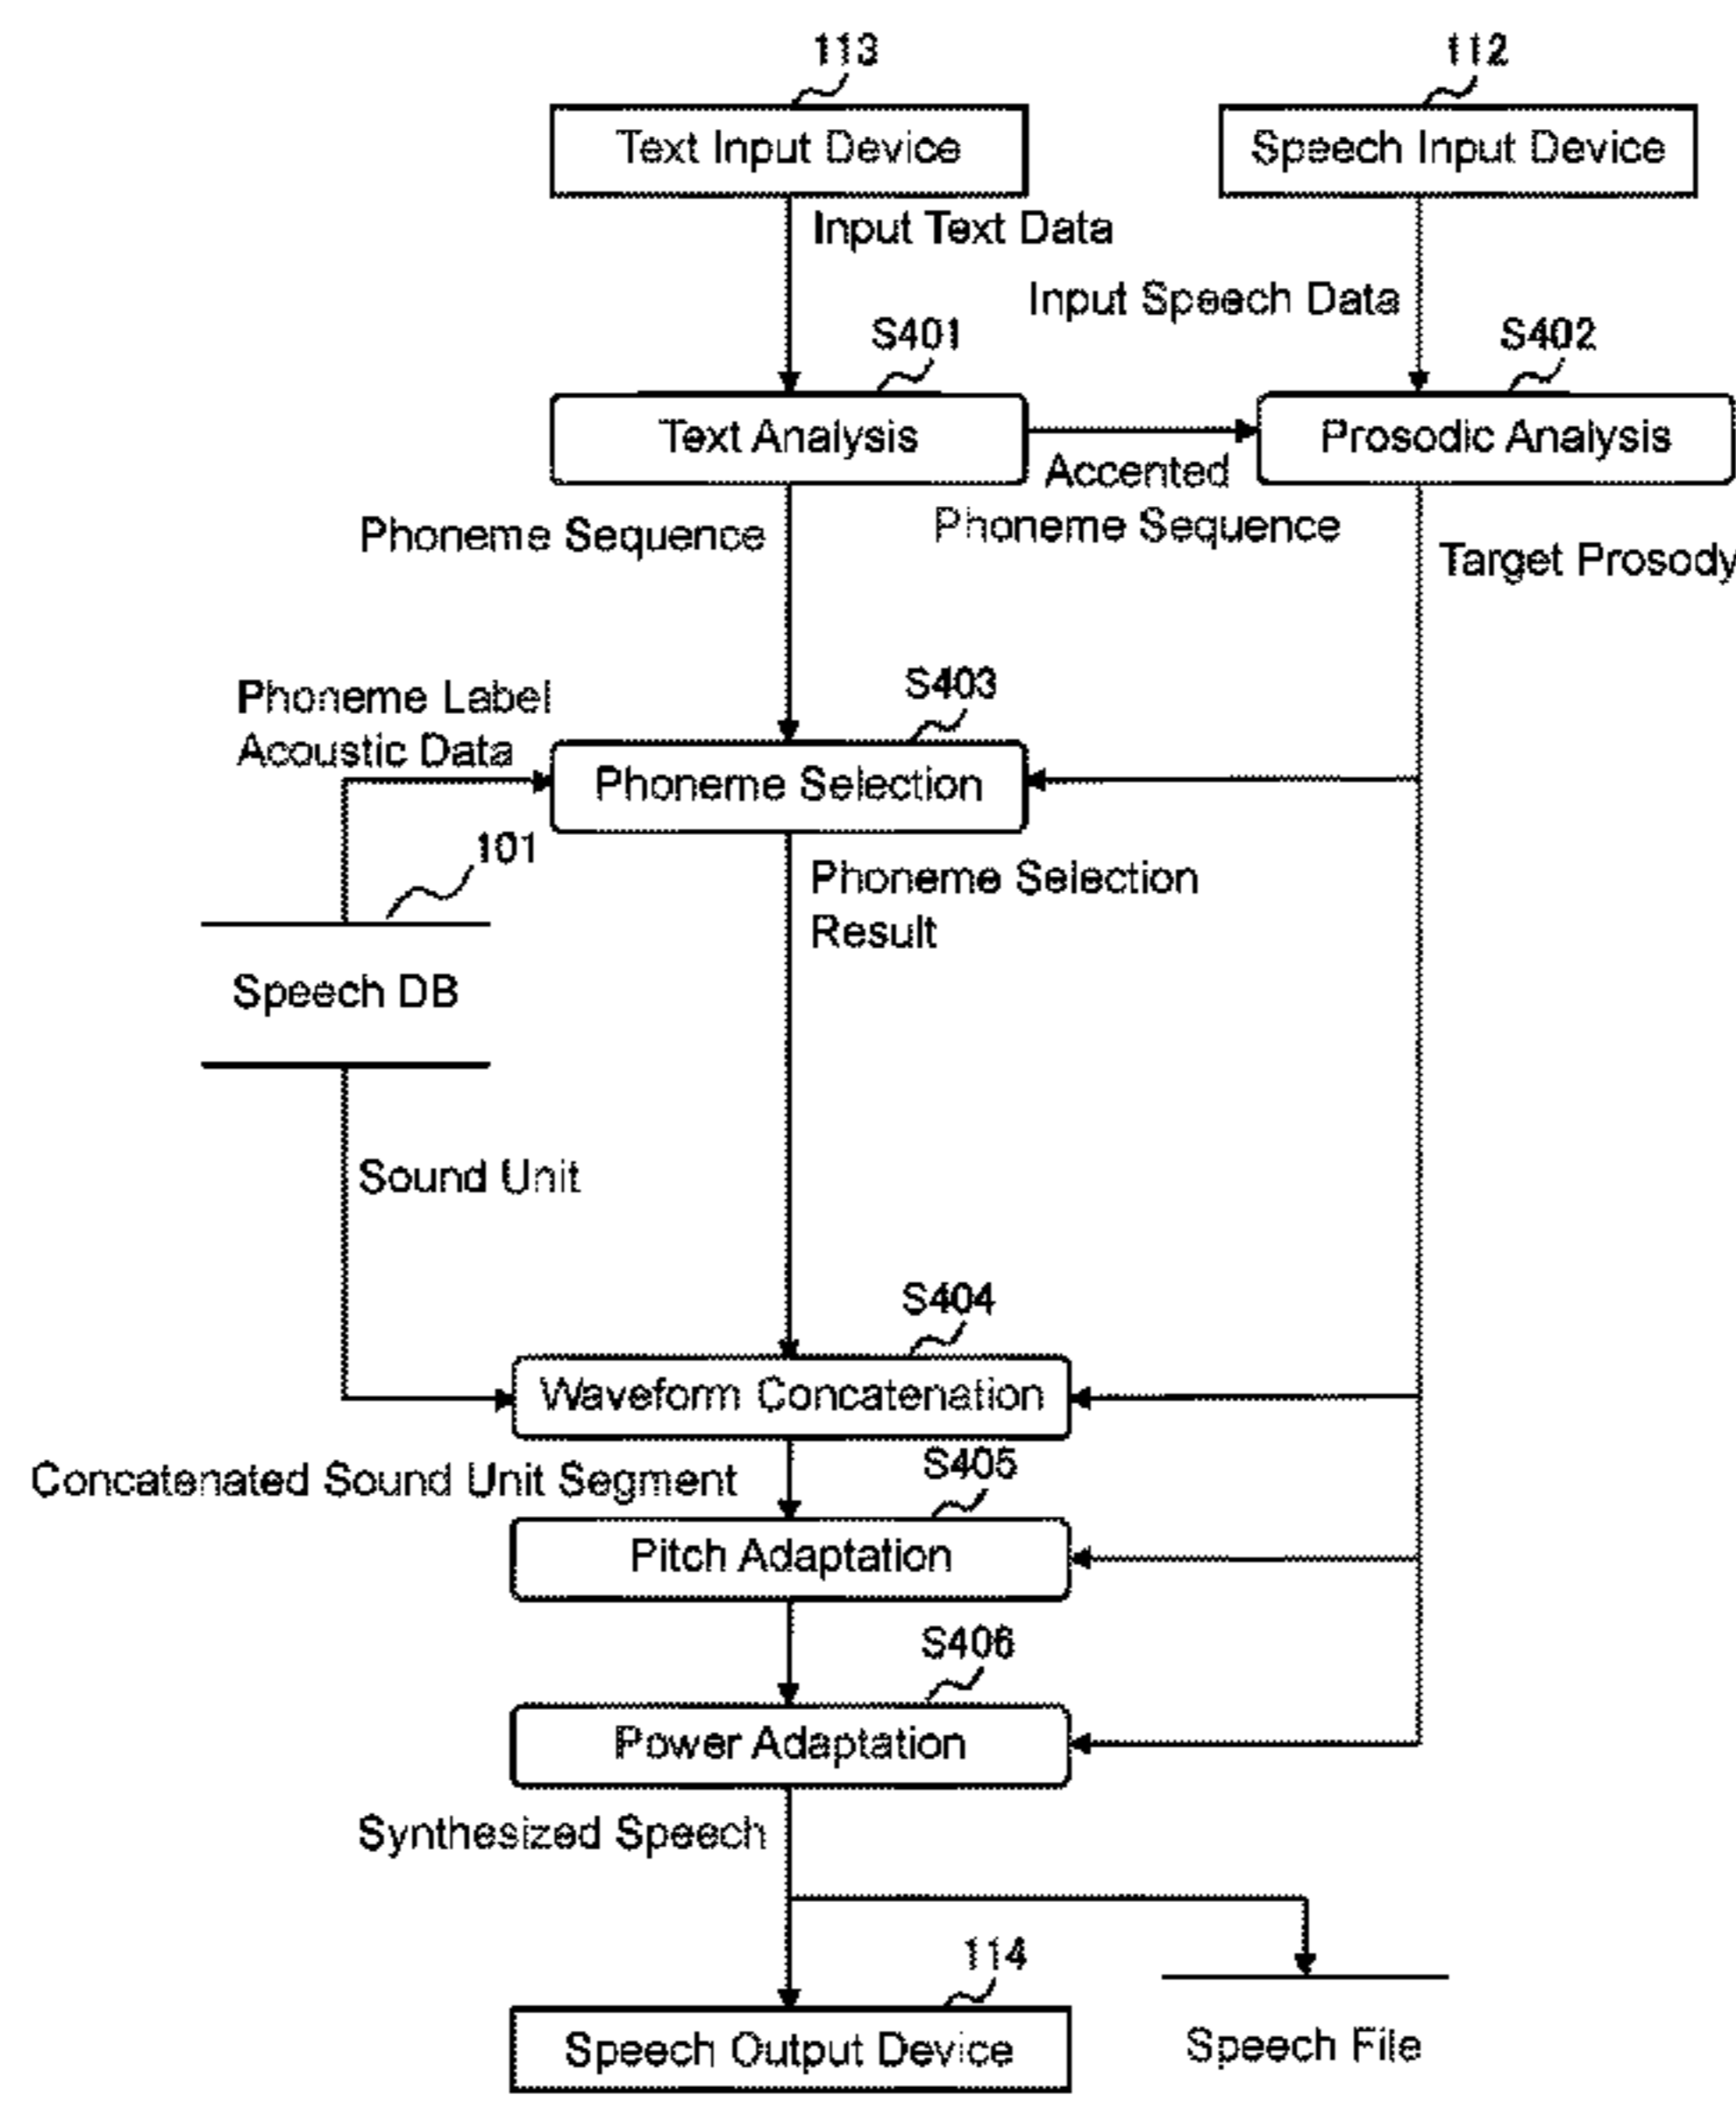 113
112
Text Input Device
Speech Input Device
Input Text Data
Input Speech Data
S401
S402
Text Analysis
Prosodic Analysis
Accented
Phoneme Sequence
Phoneme Sequence
Target Prosody
Phoneme Label
Acoustic Data
S403
Phoneme Selection
101
Phoneme Selection
Result
Speech DB
Sound Unit
S404
Waveform Concatenation
Concatenated Sound Unit Segment
S405
Pitch Adaptation
S406
Power Adaptation
Synthesized Speech
114
Speech Output Device
Speech File